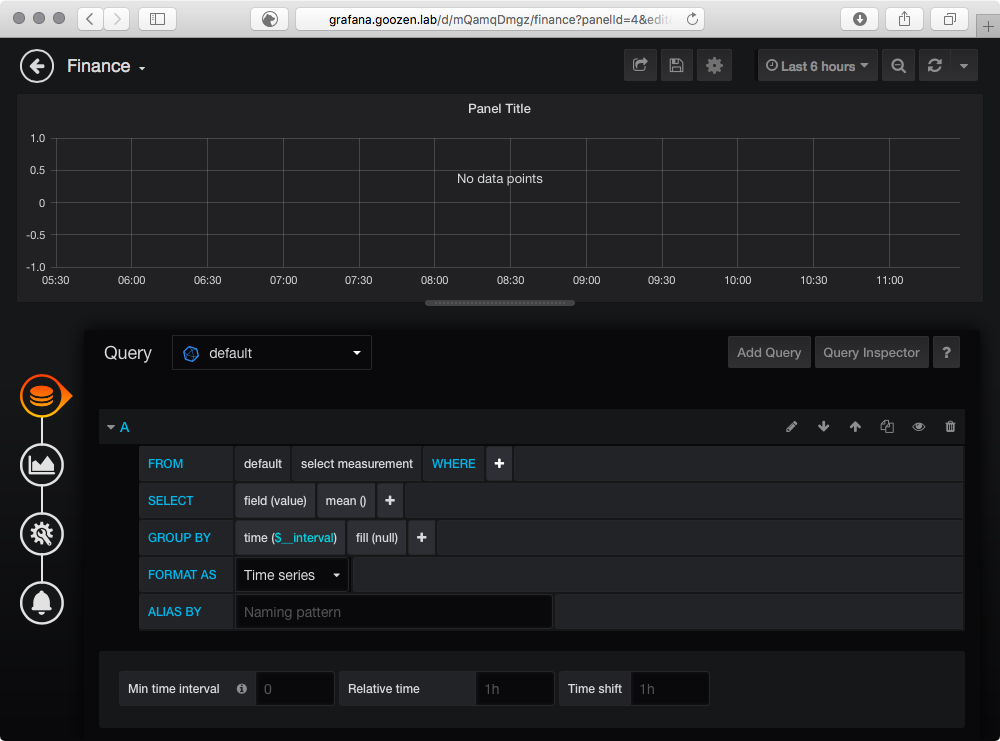 grafana.goozen.lab/d/mQamqDmgz/finance?panelId=4&edit
Finance
Last 6 hours
Panel Title
1.0
0.5
No data points
0
-0.5
-1.0
05:30 06:00 06:30 07:00 07:30 08:00 08:30 09:00 09:30 10:00 10:30 11:00
Query default Add Query Query Inspector ?
A
FROM default select measurement WHERE +
SELECT field (value) mean () +
GROUP BY time ($__interval) fill (null) +
FORMAT AS Time series
ALIAS BY Naming pattern
Min time interval 0 Relative time 1h Time shift 1h